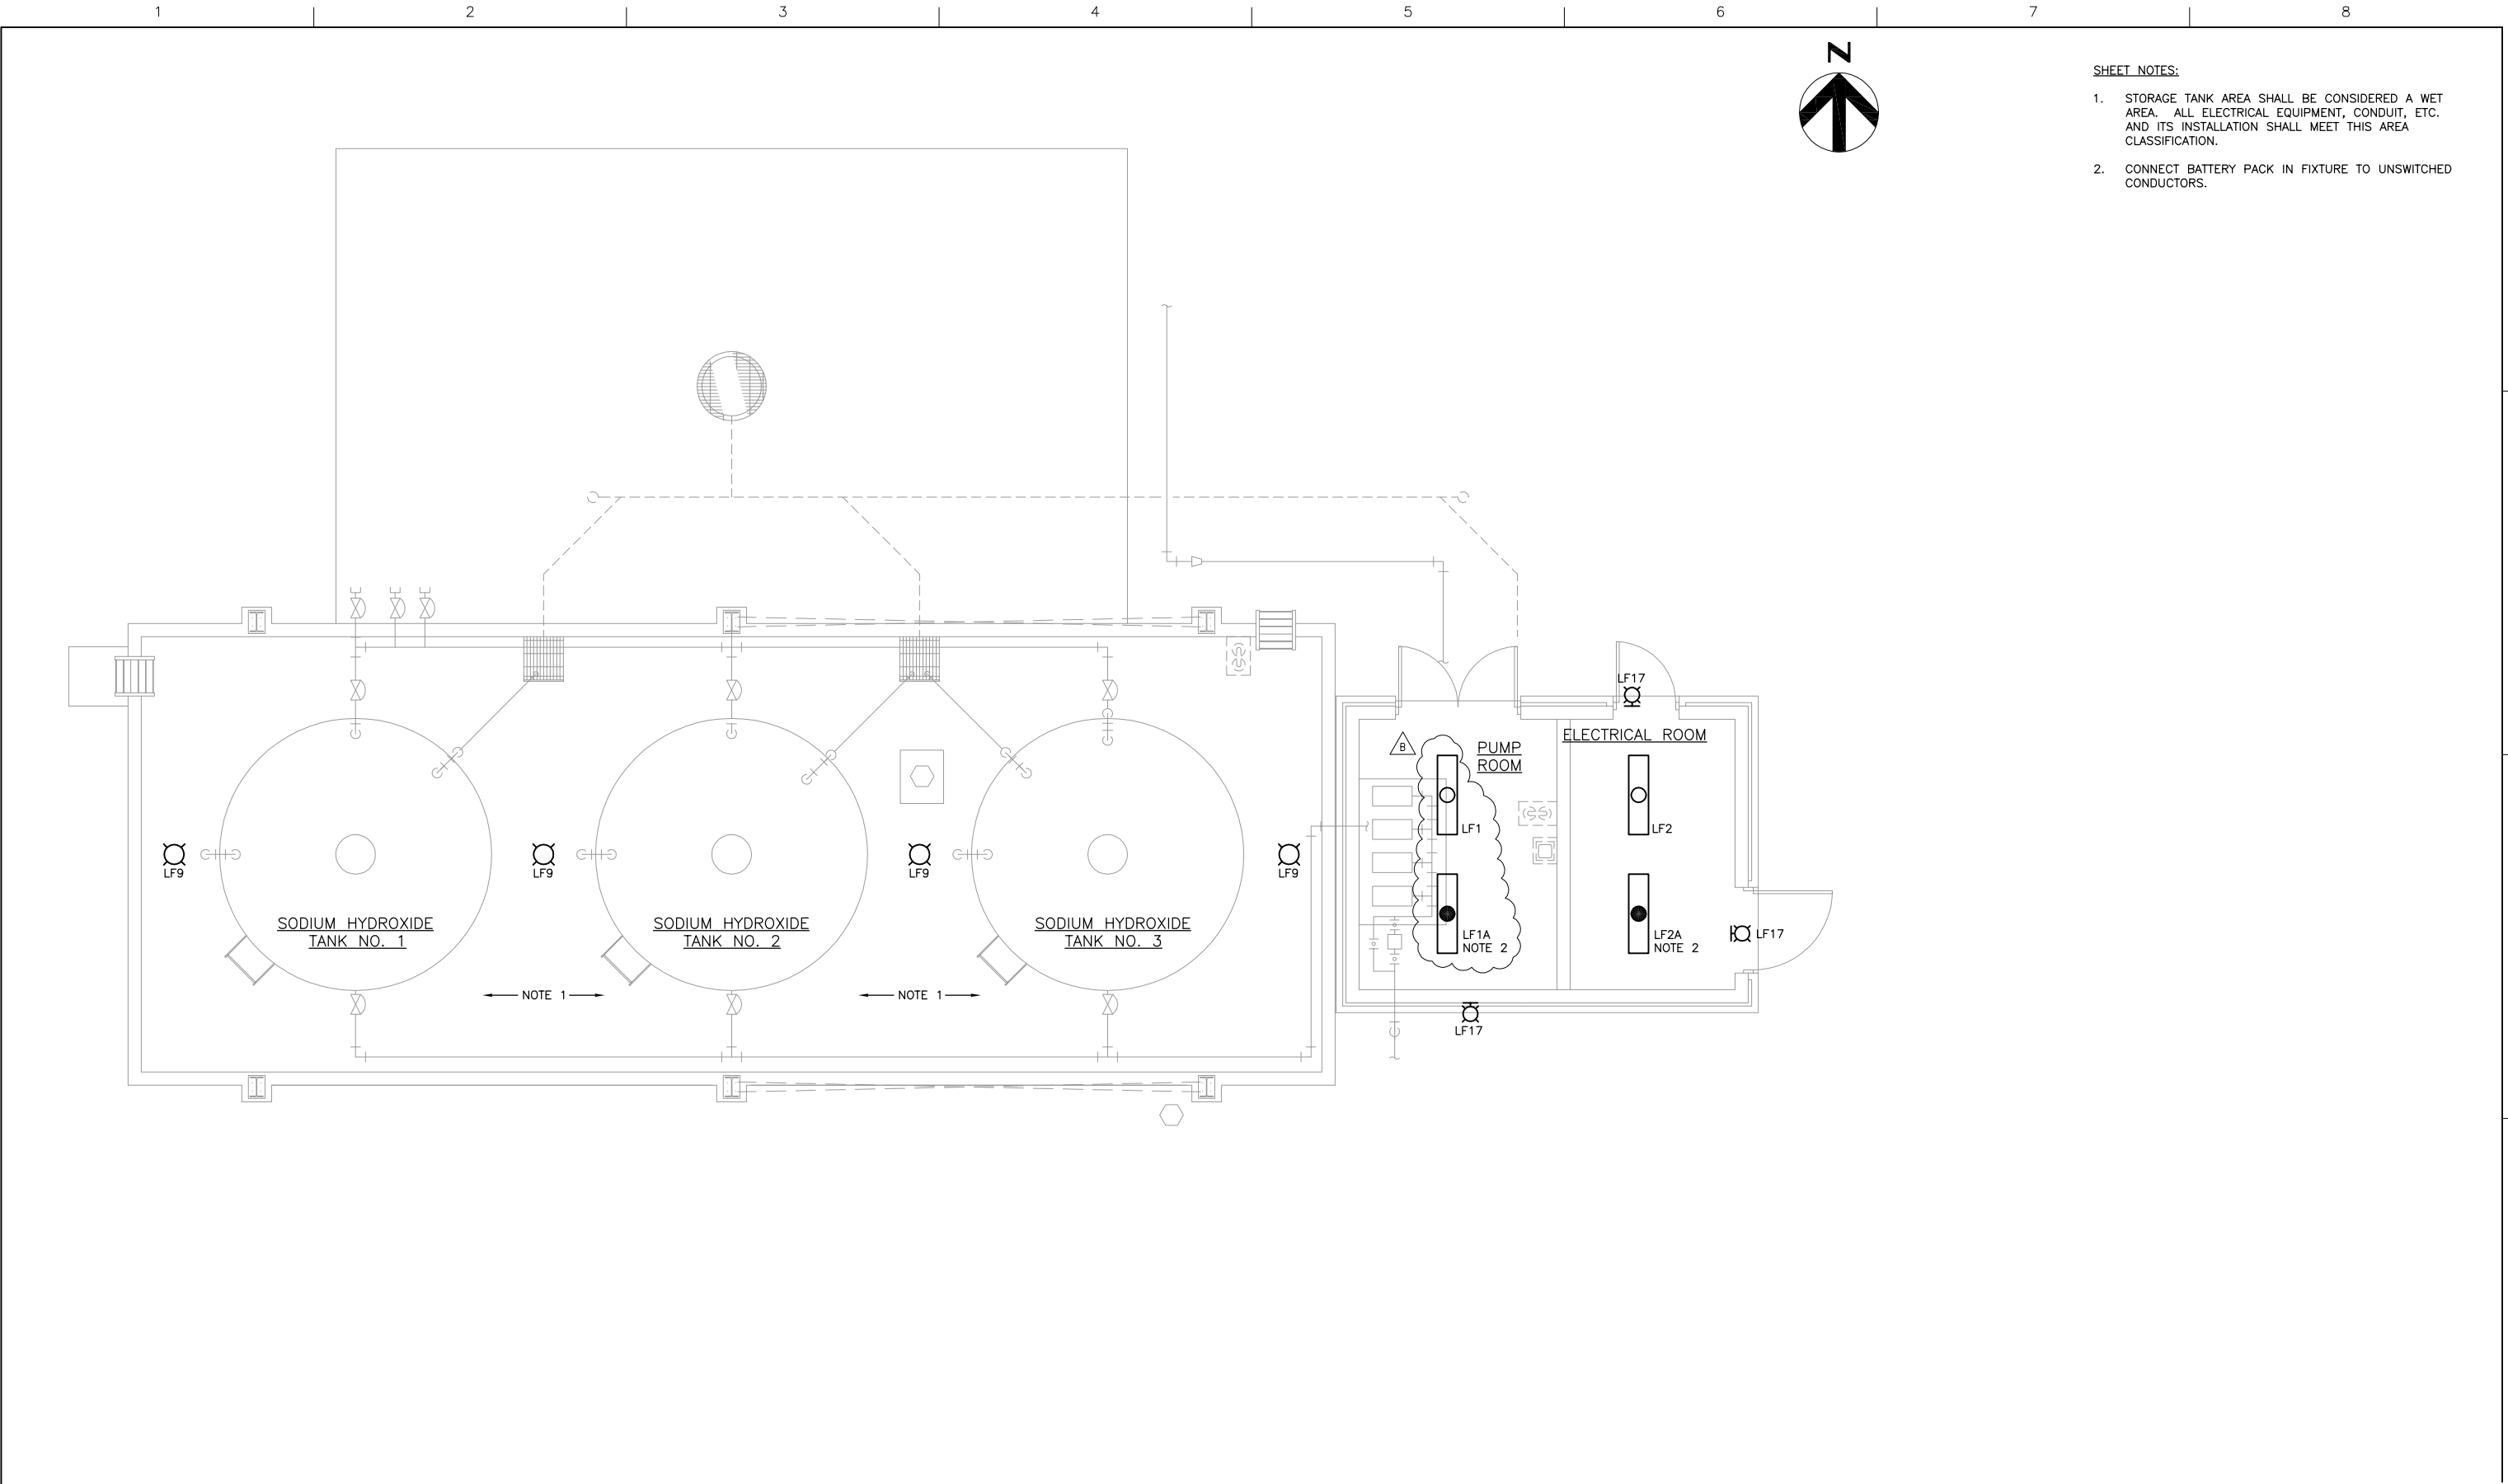 1 2 3 4 5 6 7 8
N
SHEET NOTES:
1. STORAGE TANK AREA SHALL BE CONSIDERED A WET
AREA. ALL ELECTRICAL EQUIPMENT, CONDUIT, ETC.
AND ITS INSTALLATION SHALL MEET THIS AREA
CLASSIFICATION.
2. CONNECT BATTERY PACK IN FIXTURE TO UNSWITCHED
CONDUCTORS.
LF17
ELECTRICAL ROOM
B
PUMP
ROOM
LF1
LF2
LF9
LF9
LF9
LF9
SODIUM HYDROXIDE
TANK NO. 1
SODIUM HYDROXIDE
TANK NO. 2
SODIUM HYDROXIDE
TANK NO. 3
LF1A
NOTE 2
LF2A
NOTE 2
LF17
NOTE 1
NOTE 1
LF17